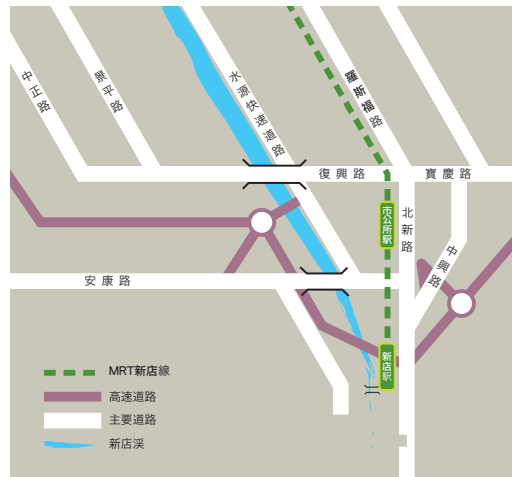 中正路
景平路
水源快速道路
羅斯福路
復興路
寶慶路
市公所駅
北新路
中興路
安康路
新店駅
MRT新店線
高速道路
主要道路
新店渓